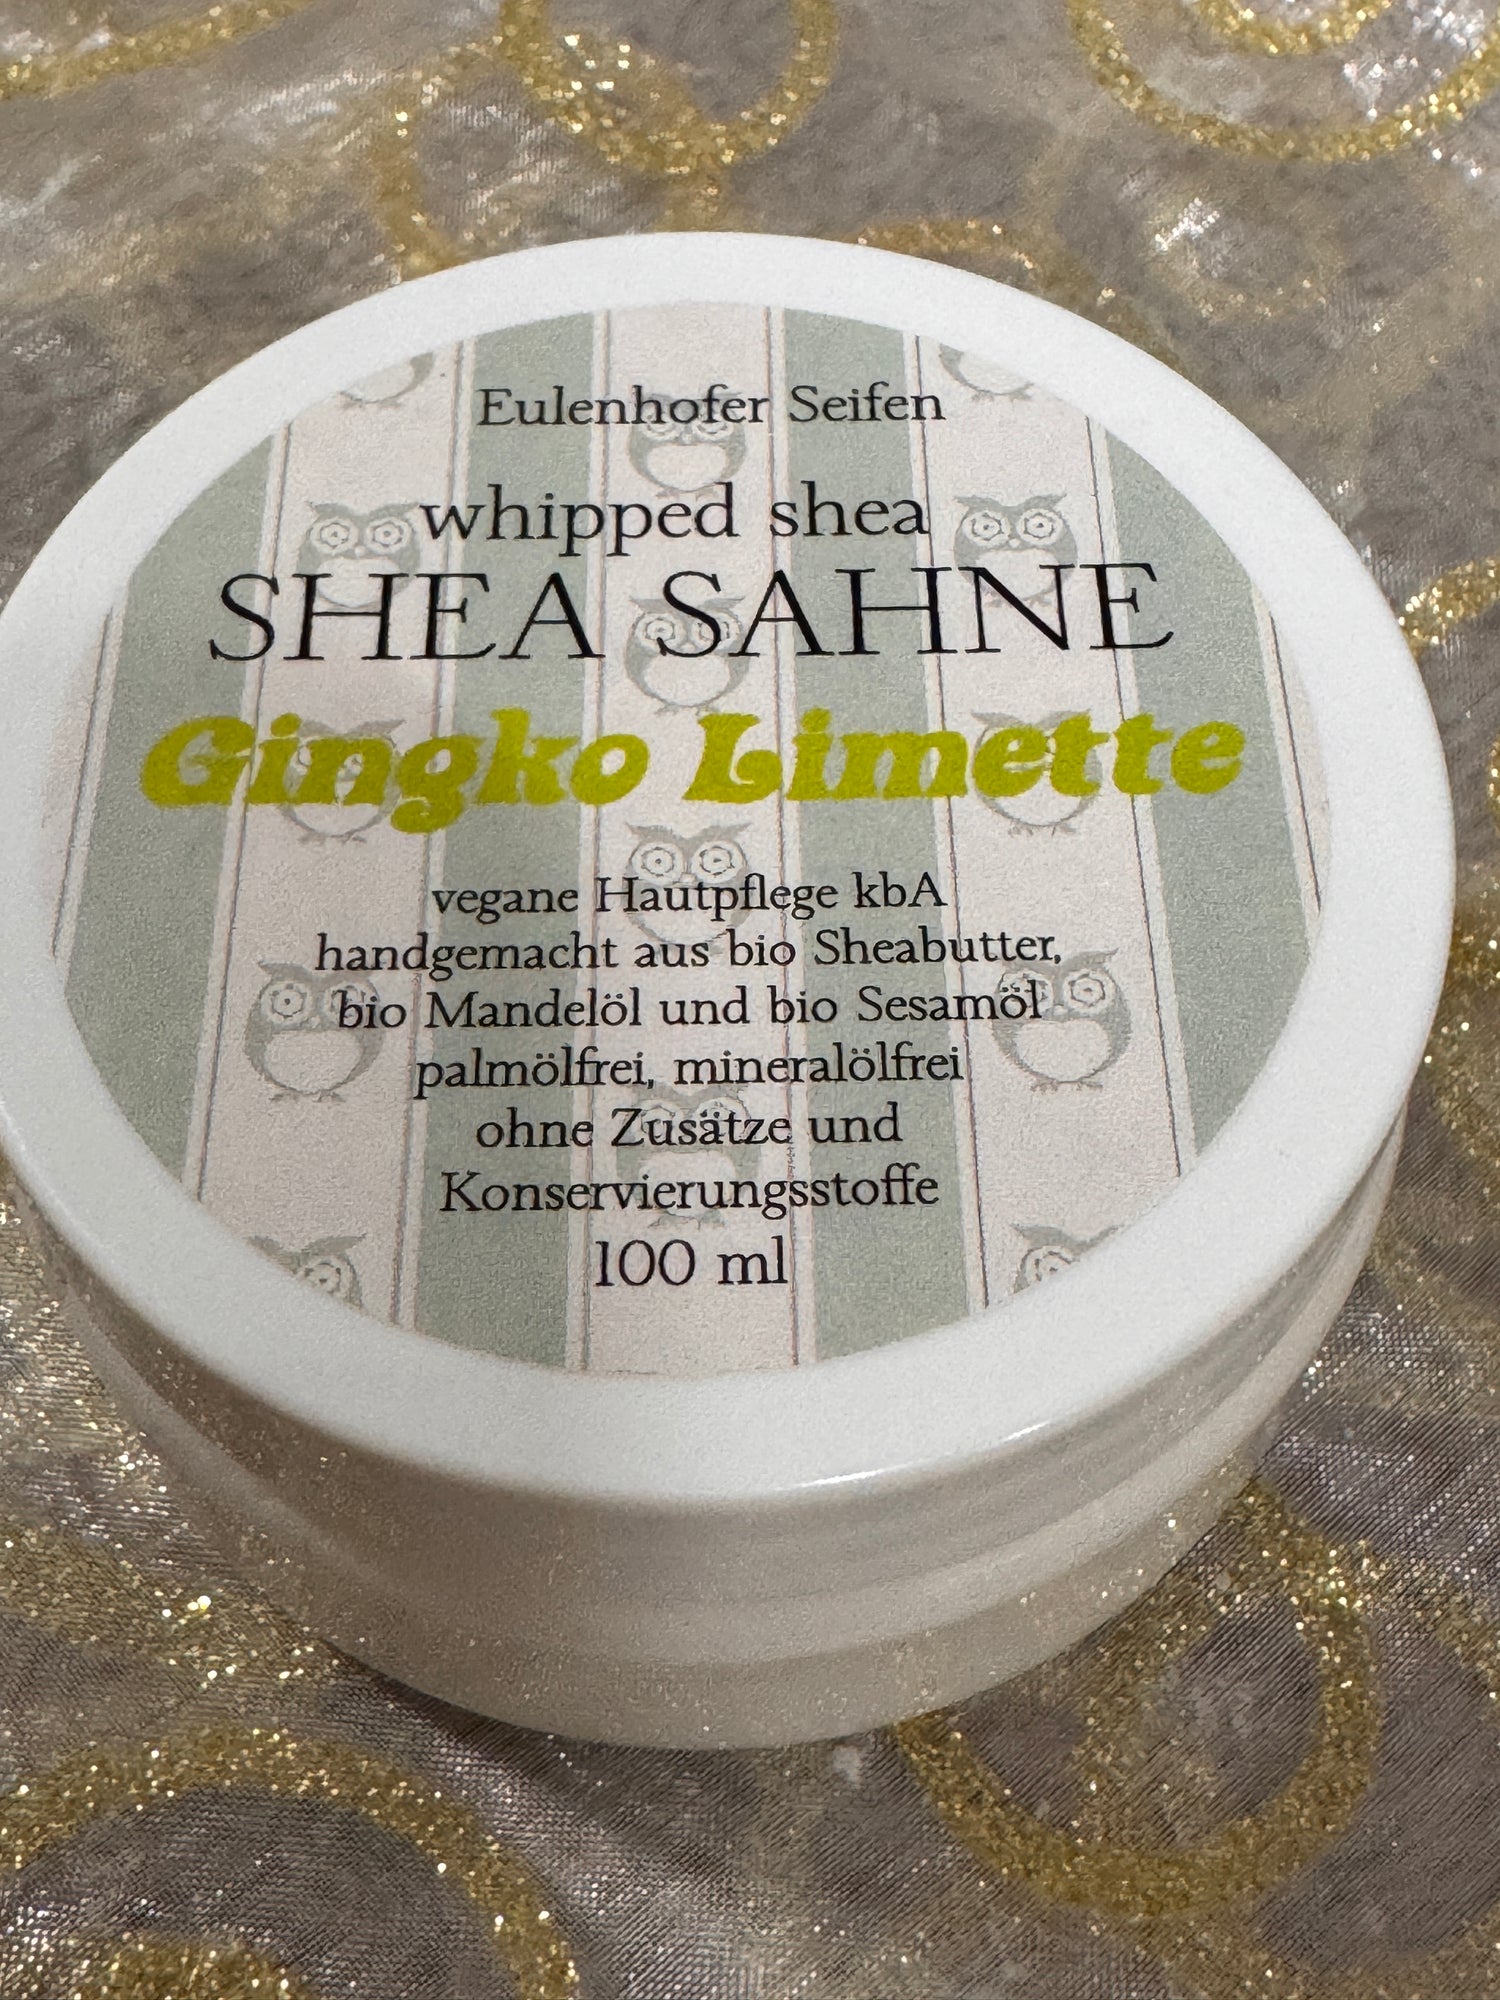 Eulenhofer Seifen
whipped shea
SHEA SAHNE
Gingko Limette
vegane Hautpflege kbA
handgemacht aus bio Sheabutter,
bio Mandelöl und bio Sesamöl
palmölfrei, mineralölfrei
ohne Zusätze und
Konservierungsstoffe
100 ml